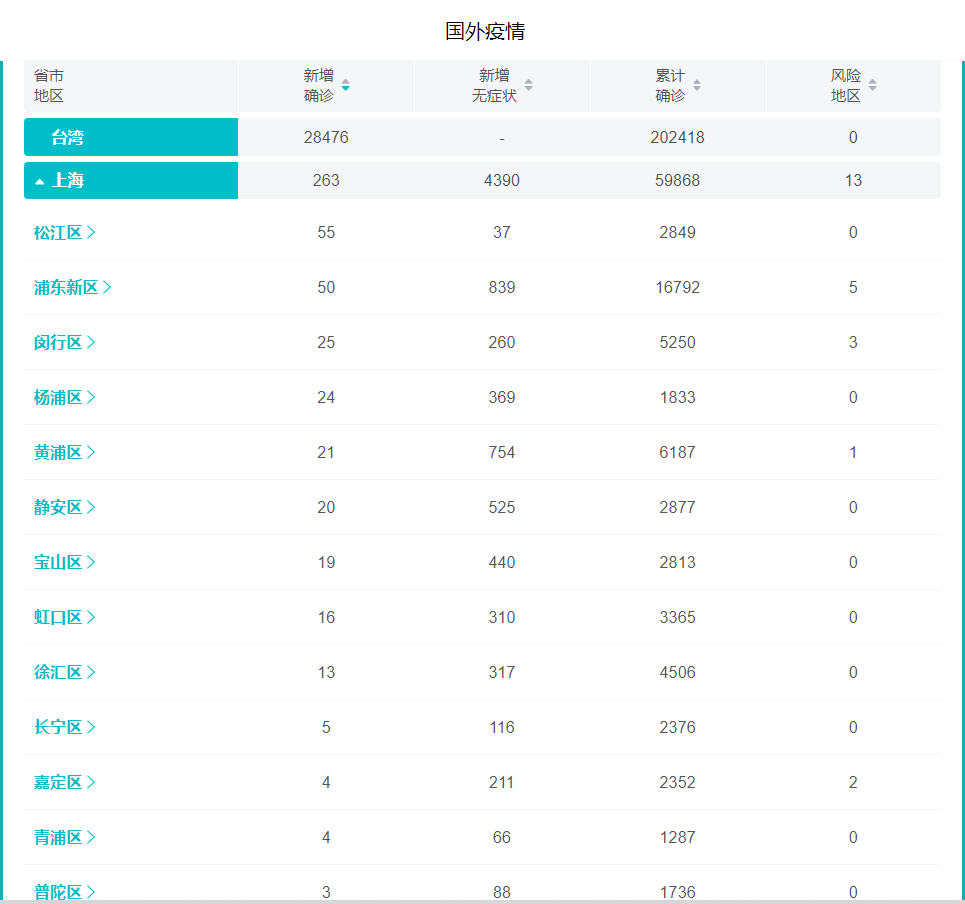 国外疫情
省市
地区
新增
确诊
新增
无症状
累计
确诊
风险
地区
台湾 28476 - 202418 0
上海 263 4390 59868 13
松江区 55 37 2849 0
浦东新区 50 839 16792 5
闵行区 25 260 5250 3
杨浦区 24 369 1833 0
黄浦区 21 754 6187 1
静安区 20 525 2877 0
宝山区 19 440 2813 0
虹口区 16 310 3365 0
徐汇区 13 317 4506 0
长宁区 5 116 2376 0
嘉定区 4 211 2352 2
青浦区 4 66 1287 0
普陀区 3 88 1736 0